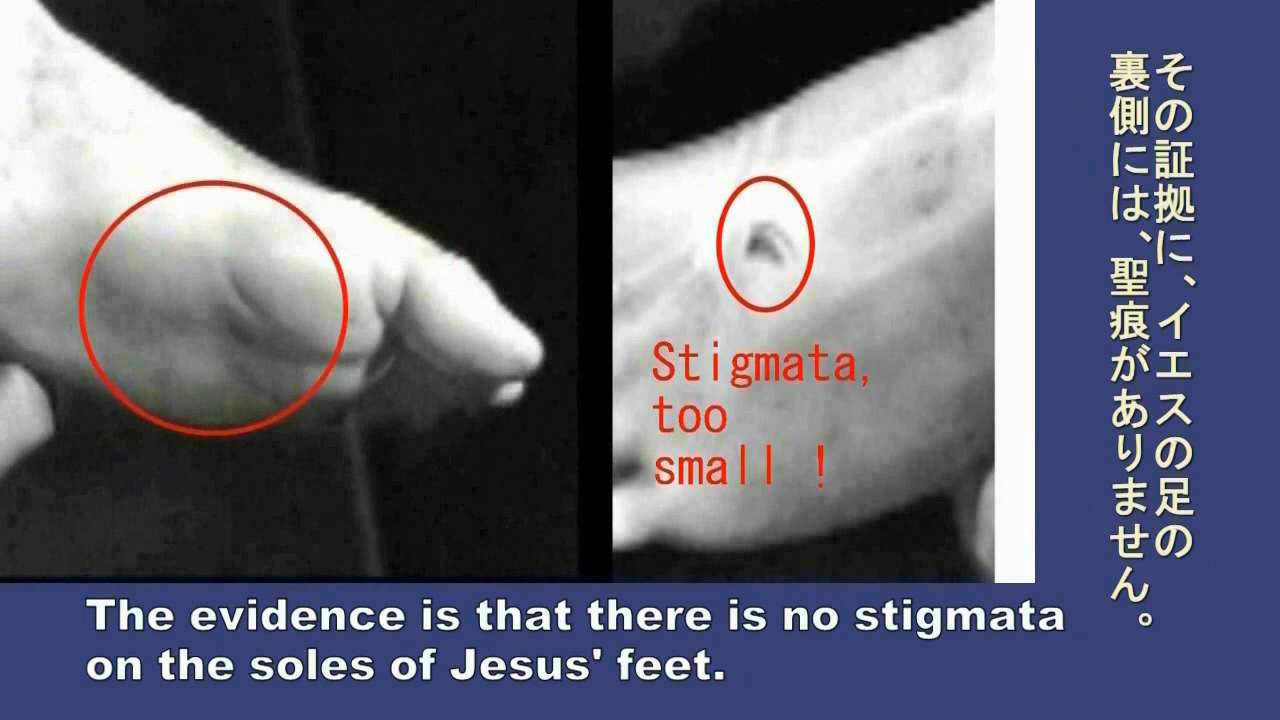 Stigmata,
too
small !
その証拠に、イエスの足の
裏側には、聖痕がありません。
The evidence is that there is no stigmata
on the soles of Jesus' feet.